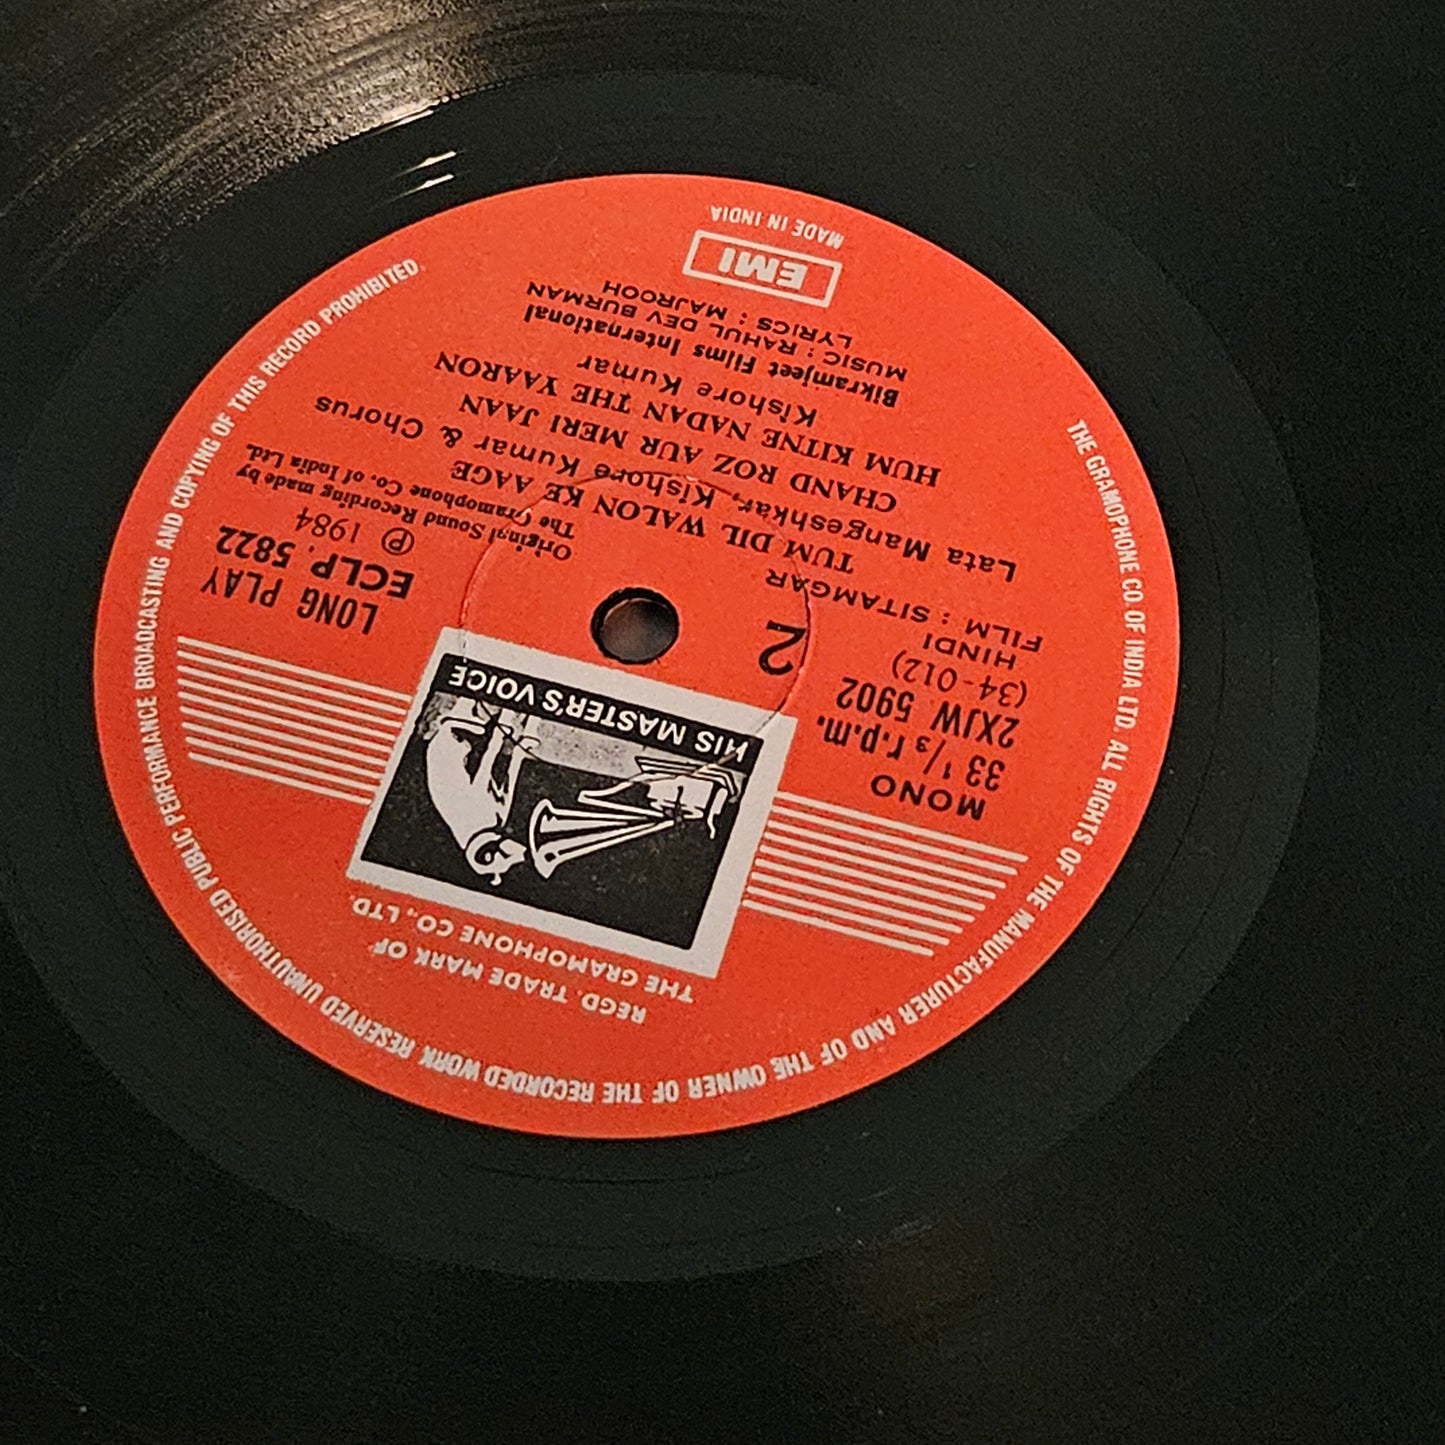 THE GRAMOPHONE CO. OF INDIA LTD. ALL RIGHTS OF THE MANUFACTURER AND OF THE OWNER OF THE RECORDED WORK RESERVED UNAUTHORISED PUBLIC PERFORMANCE BROADCASTING AND COPYING OF THIS RECORD PROHIBITED.
REGD. TRADE MARK OF
THE GRAMOPHONE CO., LTD.
HIS MASTER'S VOICE
MONO
33 1/3 r.p.m.
2XJW 5902
(34-012)
HINDI
2
LONG PLAY
ECLP. 5822
℗ 1984
Original Sound Recording made by
The Gramophone Co. of India Ltd.
FILM : SITAMGAR
TUM DIL WALON KE AAGE
Lata Mangeshkar, Kishore Kumar & Chorus
CHAND ROZ AUR MERI JAAN
HUM KITNE NADAN THE YAARON
Kishore Kumar
Bikramjeet Films International
MUSIC : RAHUL DEV BURMAN
LYRICS : MAJROOH
EMI
MADE IN INDIA.